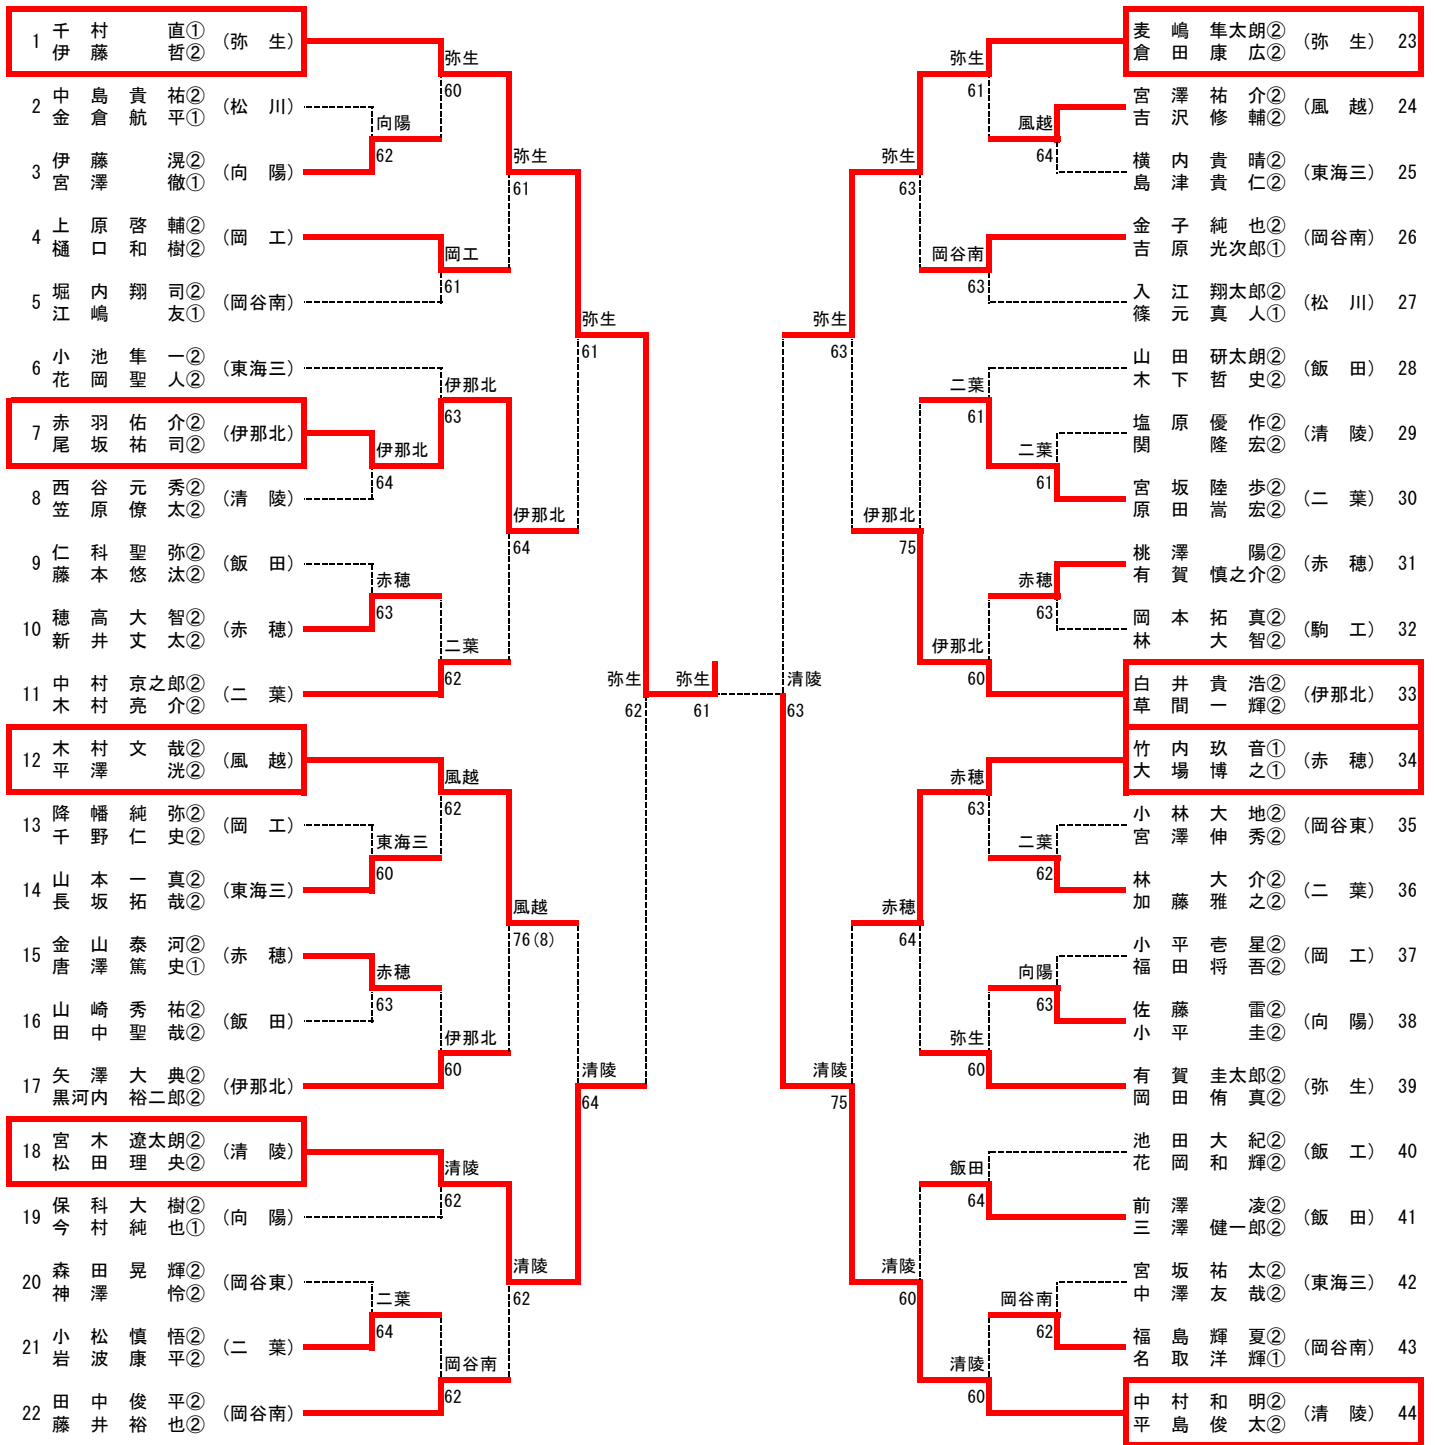 1 千村 直① (弥生)
伊藤 哲②
2 中島貴祐② (松川)
金倉航平①
3 伊藤 滉② (向陽)
宮澤 徹①
4 上原啓輔② (岡工)
樋口和樹②
5 堀内翔司② (岡谷南)
江嶋 友①
6 小池隼一② (東海三)
花岡聖人②
7 赤羽佑介② (伊那北)
尾坂祐司②
8 西谷元秀② (清陵)
笠原僚太②
9 仁科聖弥② (飯田)
藤本悠汰②
10 穂高大智② (赤穂)
新井丈太②
11 中村京之郎② (二葉)
木村亮介②
12 木村文哉② (風越)
平澤 洸②
13 降幡純弥② (岡工)
千野仁史②
14 山本一真② (東海三)
長坂拓哉②
15 金山泰河② (赤穂)
唐澤篤史①
16 山崎秀祐② (飯田)
田中聖哉②
17 矢澤大典② (伊那北)
黒河内裕二郎②
18 宮木遼太朗② (清陵)
松田理央②
19 保科大樹② (向陽)
今村純也①
20 森田晃輝② (岡谷東)
神澤 怜②
21 小松慎悟② (二葉)
岩波康平②
22 田中俊平② (岡谷南)
藤井裕也②
向陽
62
伊那北
64
赤穂
63
東海三
60
赤穂
63
二葉
64
弥生
60
岡工
61
伊那北
63
二葉
62
風越
62
伊那北
60
清陵
62
岡谷南
62
弥生
61
伊那北
64
風越
76(8)
清陵
62
弥生
61
清陵
64
弥生
62
弥生
61
清陵
63
弥生
63
清陵
75
弥生
63
伊那北
75
赤穂
64
清陵
60
弥生
61
岡谷南
63
二葉
61
伊那北
60
赤穂
63
弥生
60
飯田
64
清陵
60
風越
64
二葉
61
赤穂
63
二葉
62
向陽
63
岡谷南
62
麦嶋隼太朗② (弥生) 23
倉田康広②
宮澤祐介② (風越) 24
吉沢修輔②
横内貴晴② (東海三) 25
島津貴仁②
金子純也② (岡谷南) 26
吉原光次郎①
入江翔太郎② (松川) 27
篠元真人①
山田研太朗② (飯田) 28
木下哲史②
塩原優作② (清陵) 29
関 隆宏②
宮坂陸歩② (二葉) 30
原田嵩宏②
桃澤 陽② (赤穂) 31
有賀慎之介②
岡本拓真② (駒工) 32
林 大智②
白井貴浩② (伊那北) 33
草間一輝②
竹内玖音① (赤穂) 34
大場博之①
小林大地② (岡谷東) 35
宮澤伸秀②
林 大介② (二葉) 36
加藤雅之②
小平壱星② (岡工) 37
福田将吾②
佐藤 雷② (向陽) 38
小平 圭②
有賀圭太郎② (弥生) 39
岡田侑真②
池田大紀② (飯工) 40
花岡和輝②
前澤 凌② (飯田) 41
三澤健一郎②
宮坂祐太② (東海三) 42
中澤友哉②
福島輝夏② (岡谷南) 43
名取洋輝①
中村和明② (清陵) 44
平島俊太②